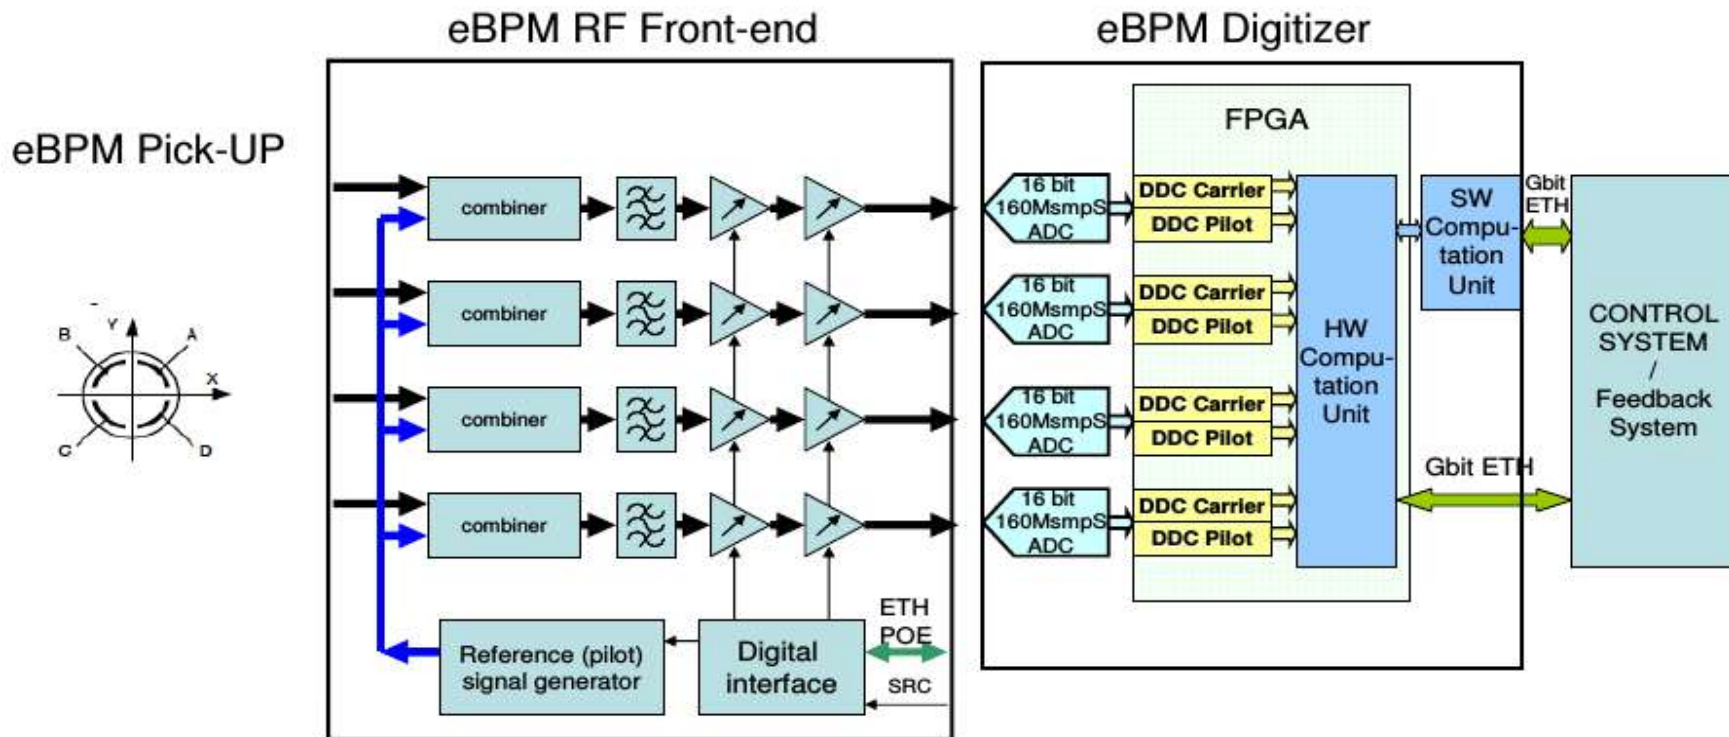 eBPM RF Front-end
eBPM Digitizer
eBPM Pick-UP
B
Y
A
X
C
D
combiner
combiner
combiner
combiner
Reference (pilot)
signal generator
Digital
interface
ETH
POE
SRC
FPGA
16 bit
160MsmpS
ADC
DDC Carrier
DDC Pilot
16 bit
160MsmpS
ADC
DDC Carrier
DDC Pilot
16 bit
160MsmpS
ADC
DDC Carrier
DDC Pilot
16 bit
160MsmpS
ADC
DDC Carrier
DDC Pilot
HW
Compu-
tation
Unit
SW
Compu-
tation
Unit
Gbit
ETH
Gbit ETH
CONTROL
SYSTEM
/
Feedback
System